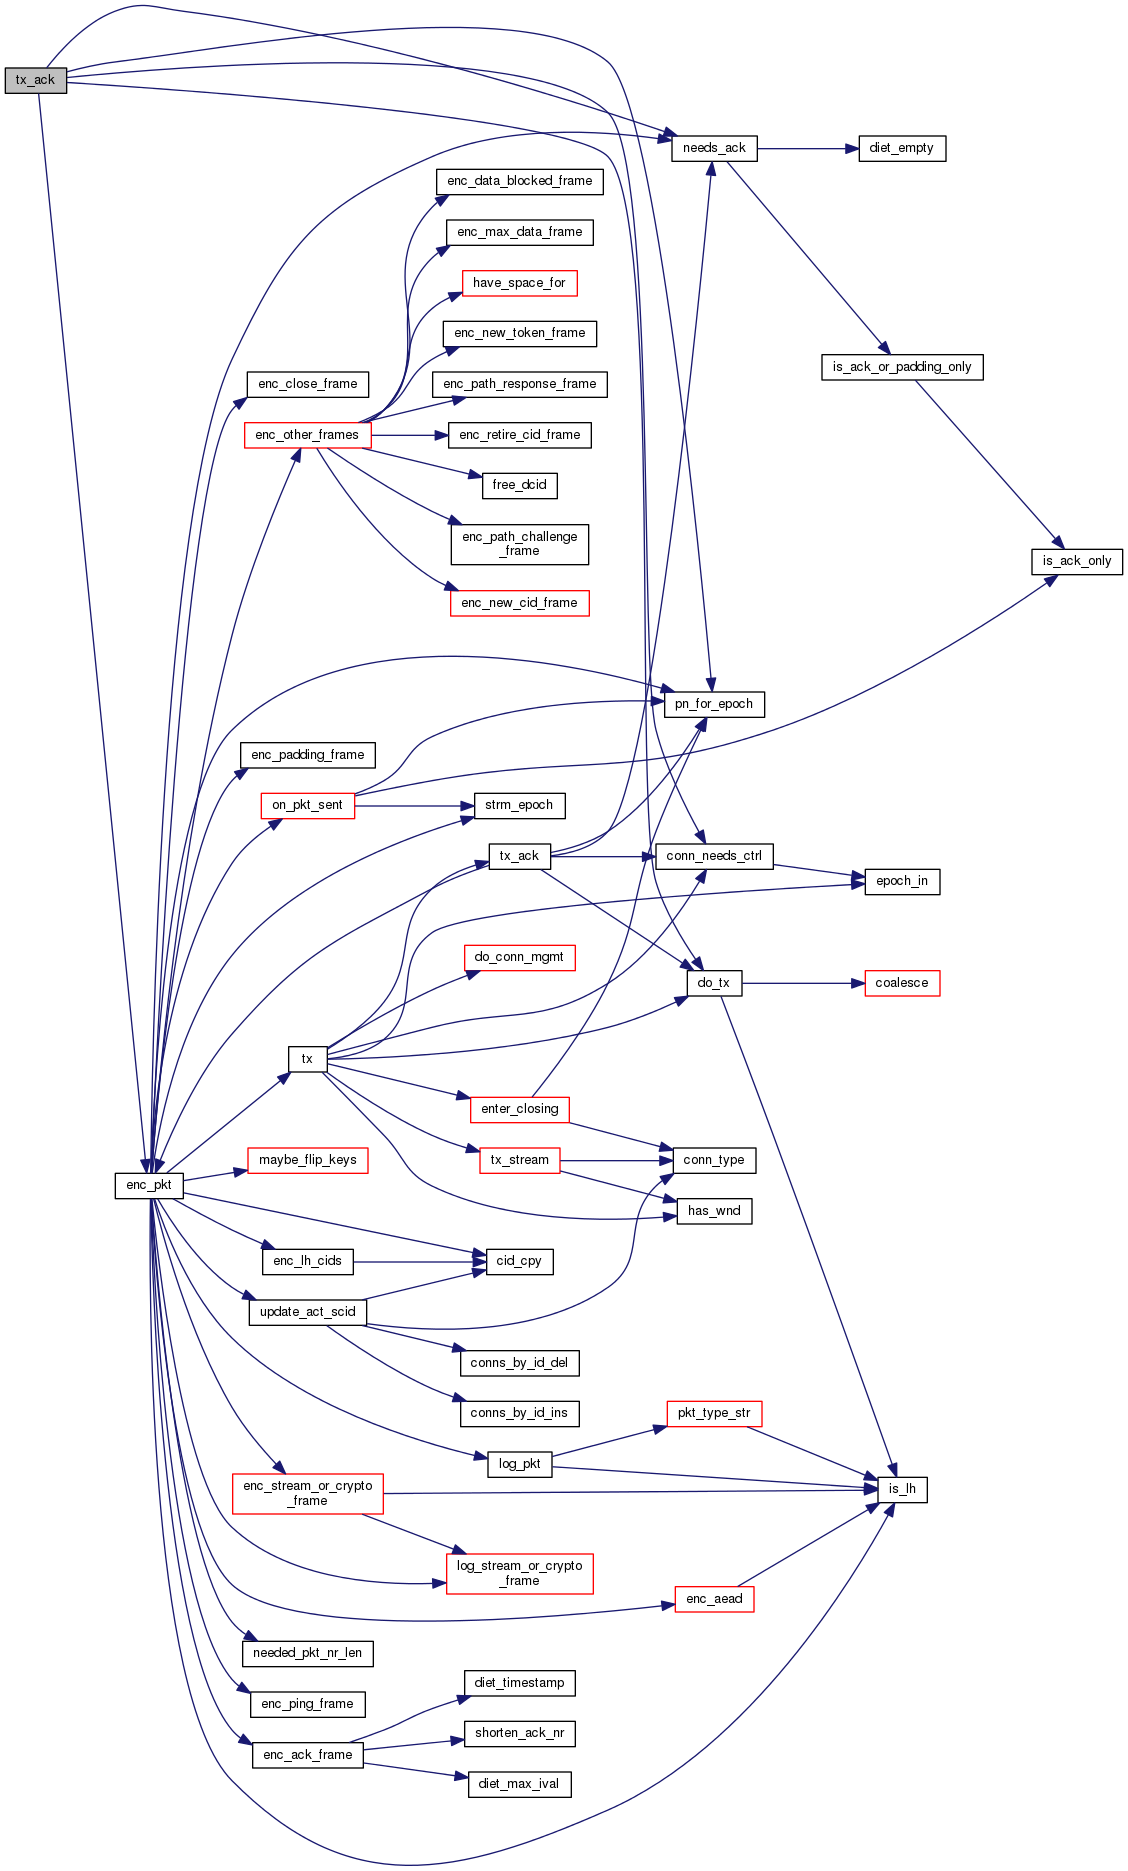 tx_ack
needs_ack
diet_empty
enc_data_blocked_frame
enc_max_data_frame
have_space_for
enc_new_token_frame
is_ack_or_padding_only
enc_close_frame
enc_path_response_frame
enc_other_frames
enc_retire_cid_frame
free_dcid
enc_path_challenge
_frame
is_ack_only
enc_new_cid_frame
pn_for_epoch
enc_padding_frame
on_pkt_sent
strm_epoch
tx_ack
conn_needs_ctrl
epoch_in
do_conn_mgmt
do_tx
coalesce
tx
enter_closing
maybe_flip_keys
tx_stream
conn_type
enc_pkt
has_wnd
enc_lh_cids
cid_cpy
update_act_scid
conns_by_id_del
conns_by_id_ins
pkt_type_str
log_pkt
enc_stream_or_crypto
_frame
is_lh
log_stream_or_crypto
_frame
enc_aead
needed_pkt_nr_len
diet_timestamp
enc_ping_frame
shorten_ack_nr
enc_ack_frame
diet_max_ival